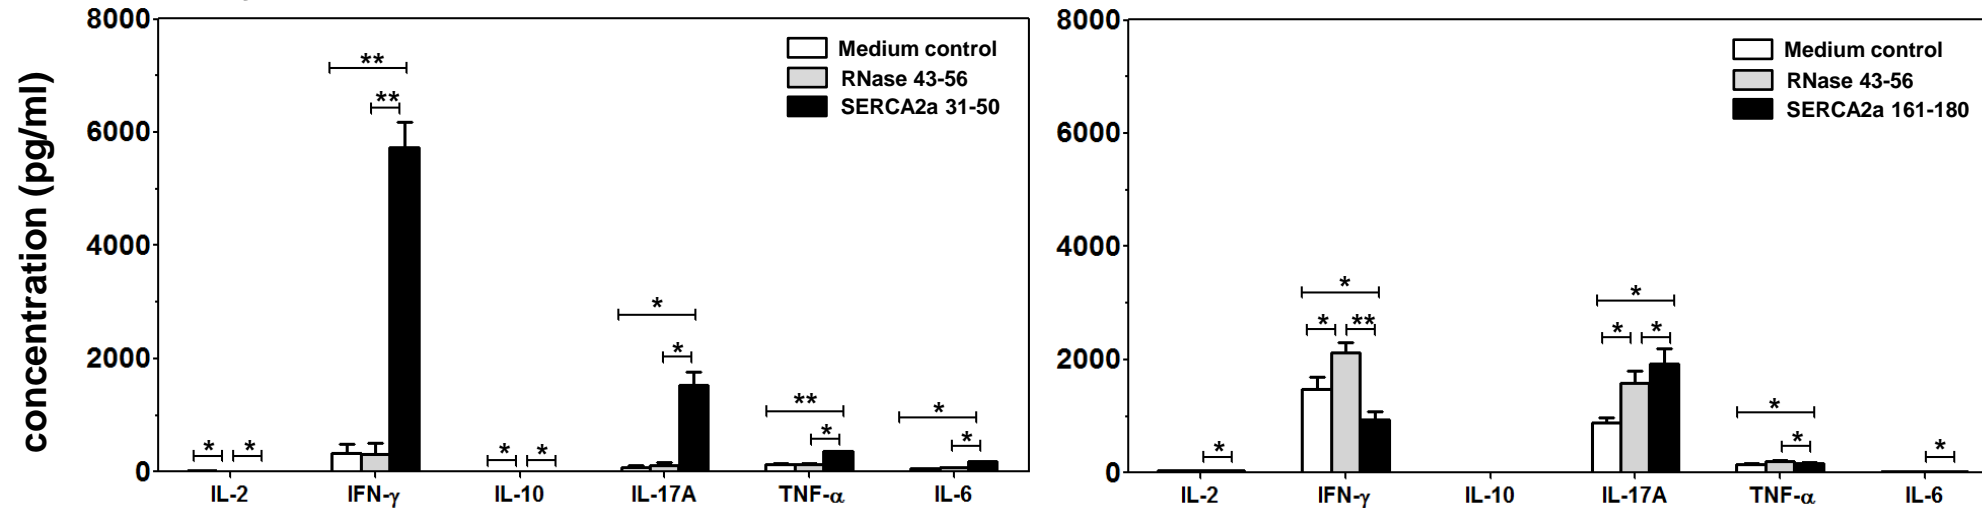 concentration (pg/ml)
8000
6000
4000
2000
0
Medium control
RNase 43-56
SERCA2a 31-50
**
**
*
*
**
*
*
*
*
*
*
*
IL-2
IFN-γ
IL-10
IL-17A
TNF-α
IL-6
8000
6000
4000
2000
0
Medium control
RNase 43-56
SERCA2a 161-180
*
*
**
*
*
*
*
*
*
*
IL-2
IFN-γ
IL-10
IL-17A
TNF-α
IL-6